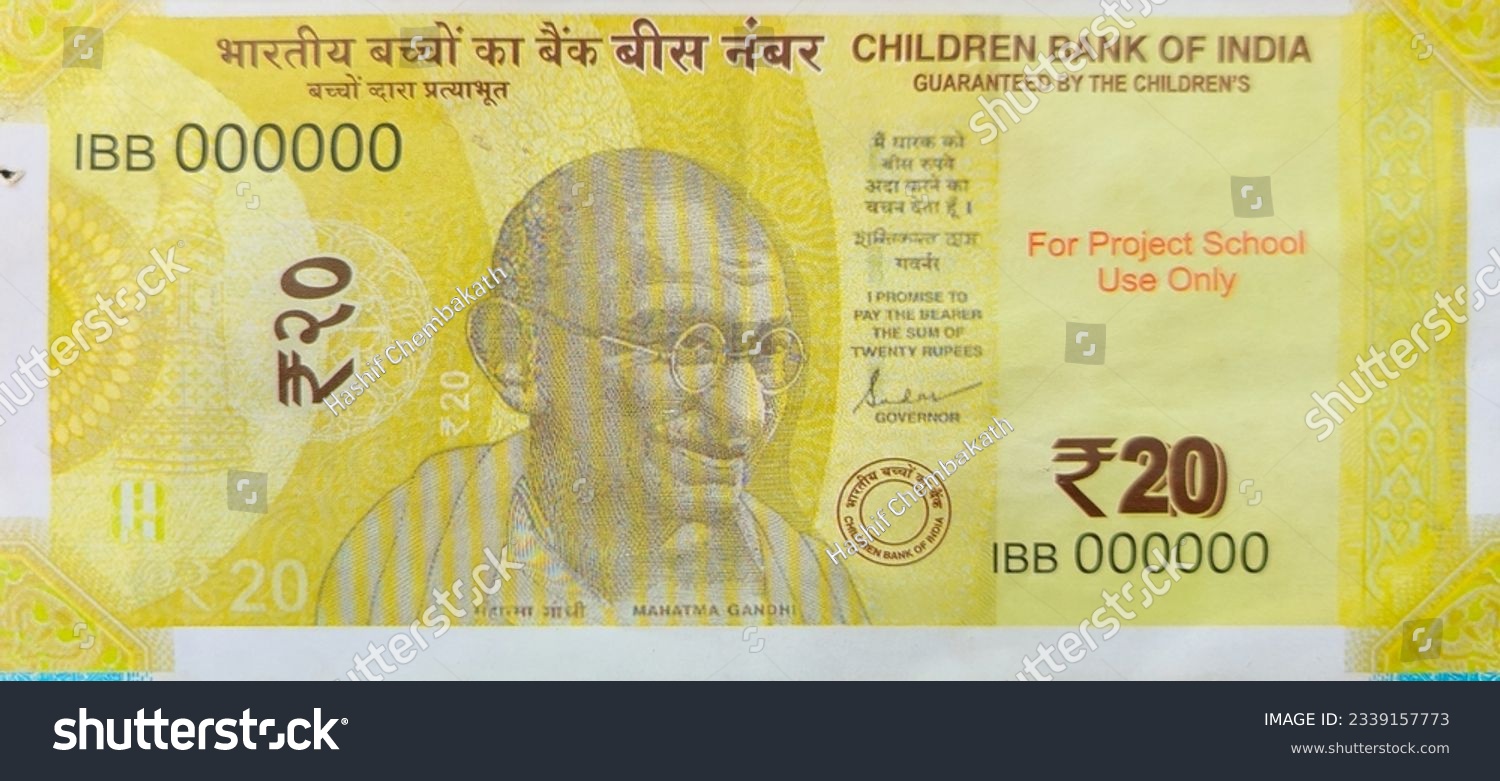 भारतीय बच्चों का बैंक बीस नंबर CHILDREN BANK OF INDIA
बच्चों व्दारा प्रत्याभूत GUARANTEED BY THE CHILDREN'S
IBB 000000
मैं धारक को
बीस रुपये
अदा करने का
वचन देता हूँ ।
शक्तिकान्त दास
गवर्नर
For Project School
Use Only
₹२०
I PROMISE TO
PAY THE BEARER
THE SUM OF
TWENTY RUPEES
GOVERNOR
₹20
₹20
भारतीय बच्चों का बैंक
CHILDREN BANK OF INDIA
IBB 000000
₹ 20
महात्मा गांधी MAHATMA GANDHI
shutterstock
Hashif Chembakath
shutterstock
Hashif Chembakath
shutterstock
shutterstock
shutterstock
shutterstock
shutterstock®
IMAGE ID: 2339157773
www.shutterstock.com